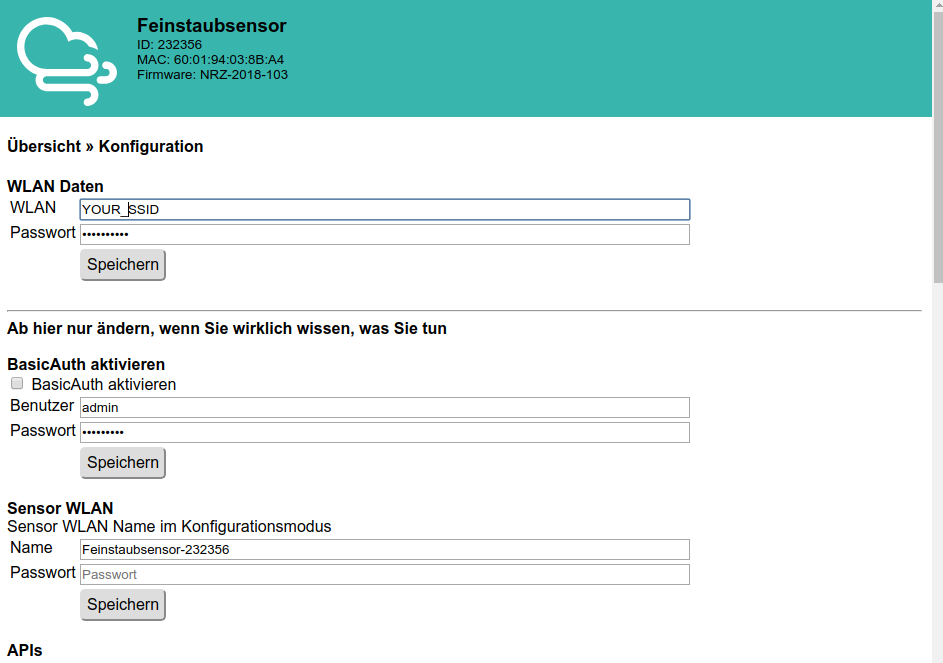 Feinstaubsensor
ID: 232356
MAC: 60:01:94:03:8B:A4
Firmware: NRZ-2018-103
Übersicht » Konfiguration
WLAN Daten
WLAN YOUR_SSID
Passwort ••••••••••
Speichern
Ab hier nur ändern, wenn Sie wirklich wissen, was Sie tun
BasicAuth aktivieren
BasicAuth aktivieren
Benutzer admin
Passwort •••••••••
Speichern
Sensor WLAN
Sensor WLAN Name im Konfigurationsmodus
Name Feinstaubsensor-232356
Passwort Passwort
Speichern
APIs